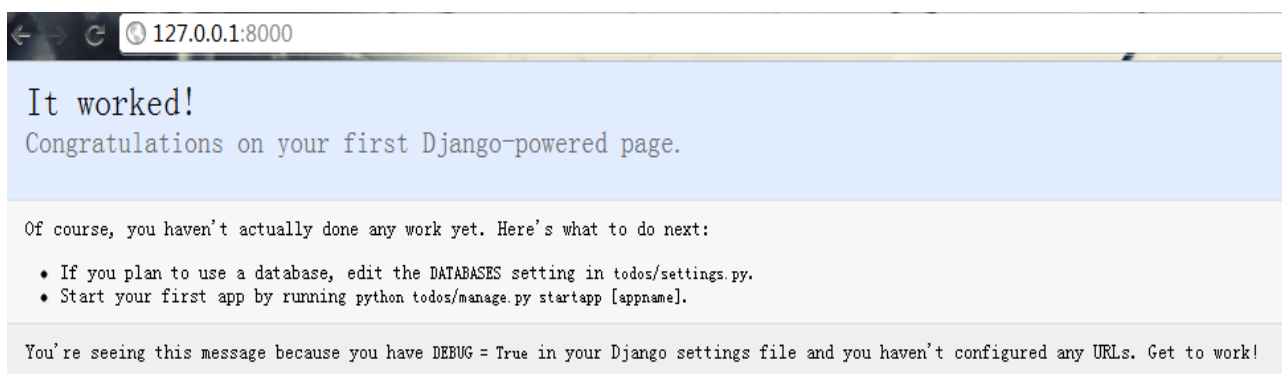 127.0.0.1:8000
It worked!
Congratulations on your first Django-powered page.
Of course, you haven't actually done any work yet. Here's what to do next:
• If you plan to use a database, edit the DATABASES setting in todos/settings.py.
• Start your first app by running python todos/manage.py startapp [appname].
You're seeing this message because you have DEBUG = True in your Django settings file and you haven't configured any URLs. Get to work!